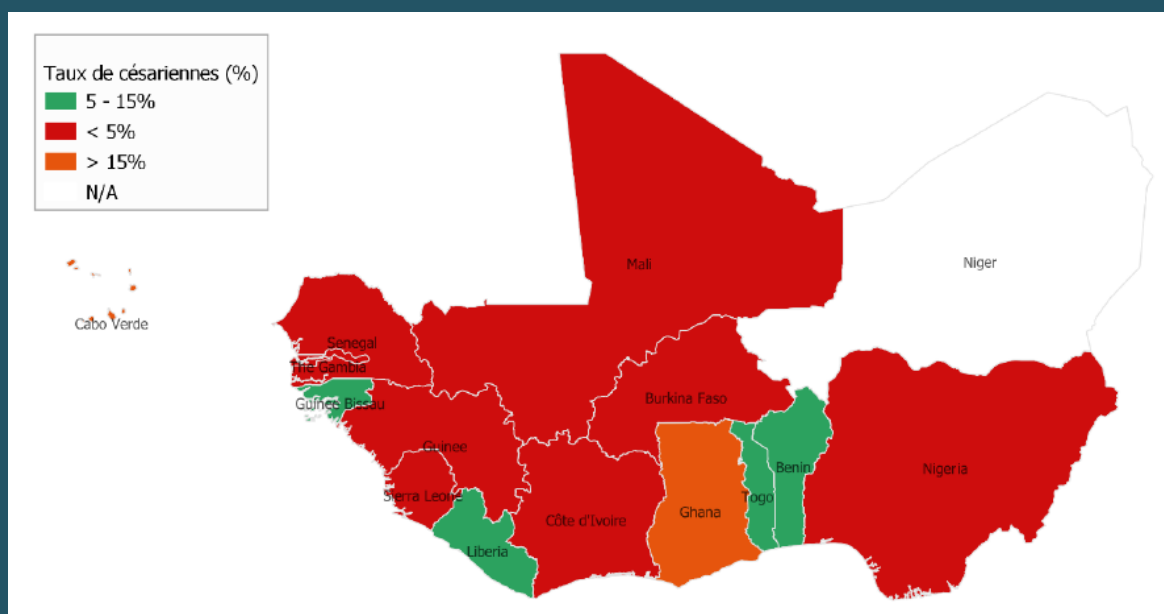 Taux de césariennes (%)
5 - 15%
< 5%
> 15%
N/A
Mali
Niger
Cabo Verde
Senegal
The Gambia
Guinee Bissau
Burkina Faso
Guinee
Benin
Nigeria
Sierra Leone
Togo
Ghana
Côte d'Ivoire
Liberia